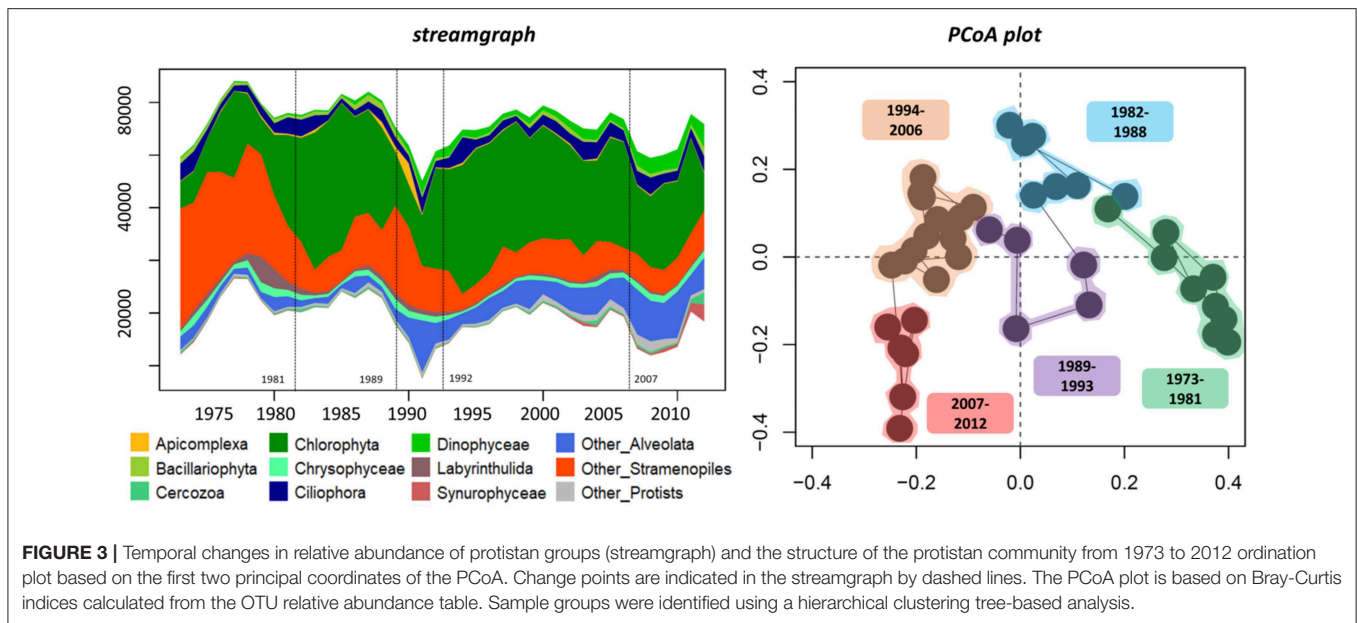 streamgraph
PCoA plot
80000
40000
20000
1981
1989
1992
2007
1975
1980
1985
1990
1995
2000
2005
2010
Apicomplexa
Chlorophyta
Dinophyceae
Other_Alveolata
Bacillariophyta
Chrysophyceae
Labyrinthulida
Other_Stramenopiles
Cercozoa
Ciliophora
Synurophyceae
Other_Protists
0.4
0.2
0.0
−0.2
−0.4
1994-
2006
1982-
1988
1989-
1993
1973-
1981
2007-
2012
−0.4
−0.2
0.0
0.2
0.4
FIGURE 3 | Temporal changes in relative abundance of protistan groups (streamgraph) and the structure of the protistan community from 1973 to 2012 ordination
plot based on the first two principal coordinates of the PCoA. Change points are indicated in the streamgraph by dashed lines. The PCoA plot is based on Bray-Curtis
indices calculated from the OTU relative abundance table. Sample groups were identified using a hierarchical clustering tree-based analysis.